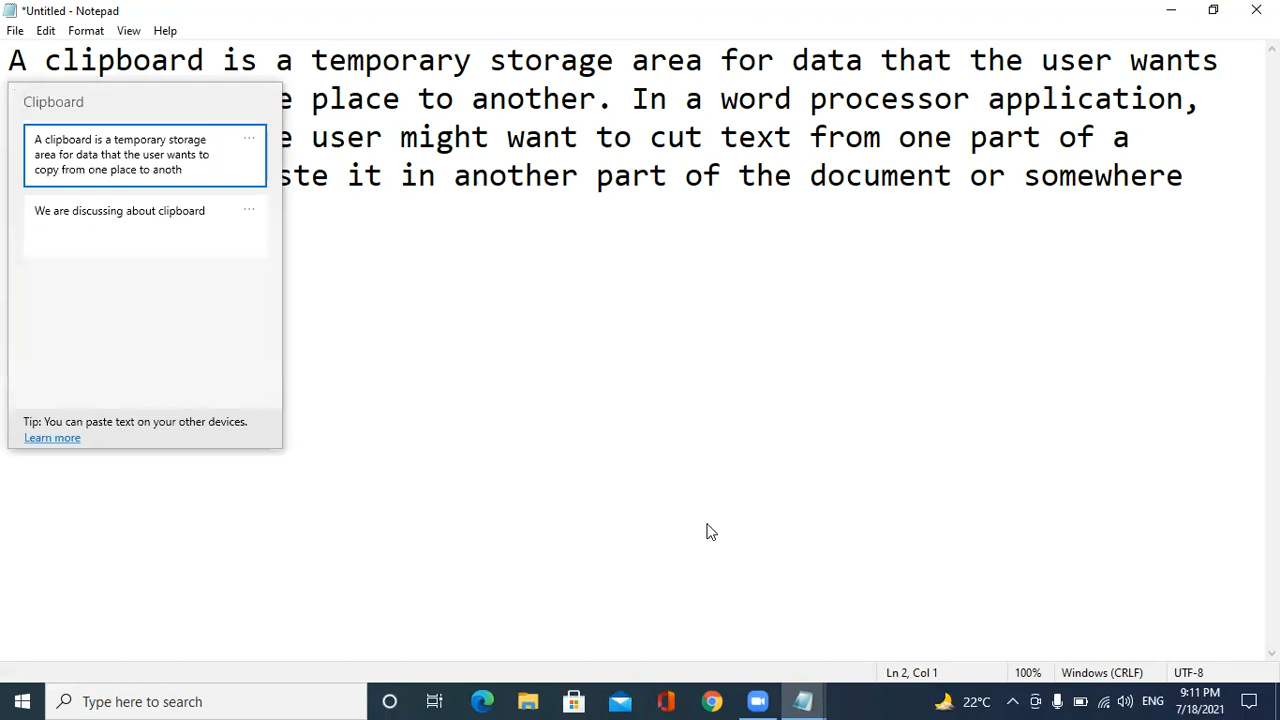 *Untitled - Notepad
File Edit Format View Help
A clipboard is a temporary storage area for data that the user wants
place to another. In a word processor application,
user might want to cut text from one part of a
ste it in another part of the document or somewhere
Clipboard
A clipboard is a temporary storage
area for data that the user wants to
copy from one place to anoth
We are discussing about clipboard
Tip: You can paste text on your other devices.
Learn more
Ln 2, Col 1 100% Windows (CRLF) UTF-8
Type here to search
22°C ENG 9:11 PM
7/18/2021